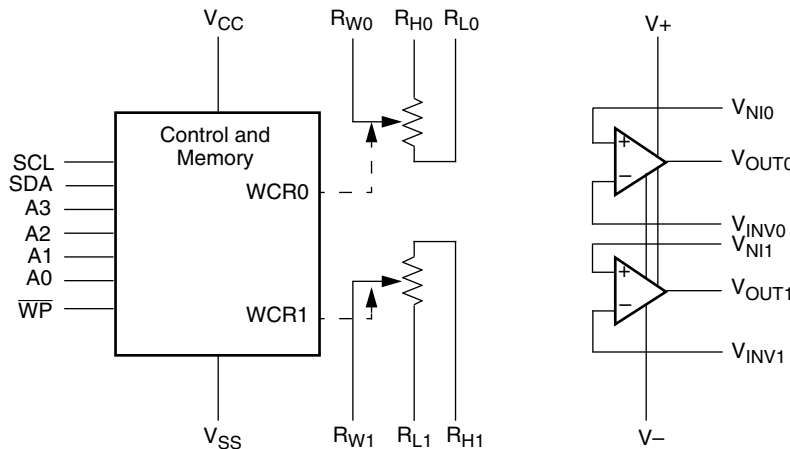 VCC
RW0 RH0 RL0
V+
Control and
Memory
SCL
SDA
A3
A2
A1
A0
WP
WCR0
WCR1
VSS
RW1 RL1 RH1
VNI0
+
VOUT0
−
VINV0
VNI1
+
VOUT1
−
VINV1
V−